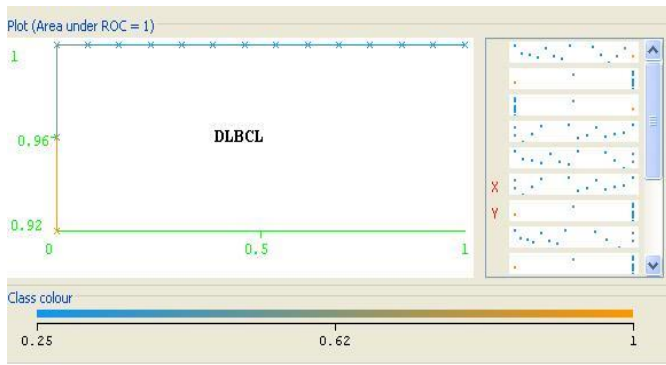 Plot (Area under ROC = 1)
1
0.96
DLBCL
0.92
0
0.5
1
X
Y
Class colour
0.25
0.62
1